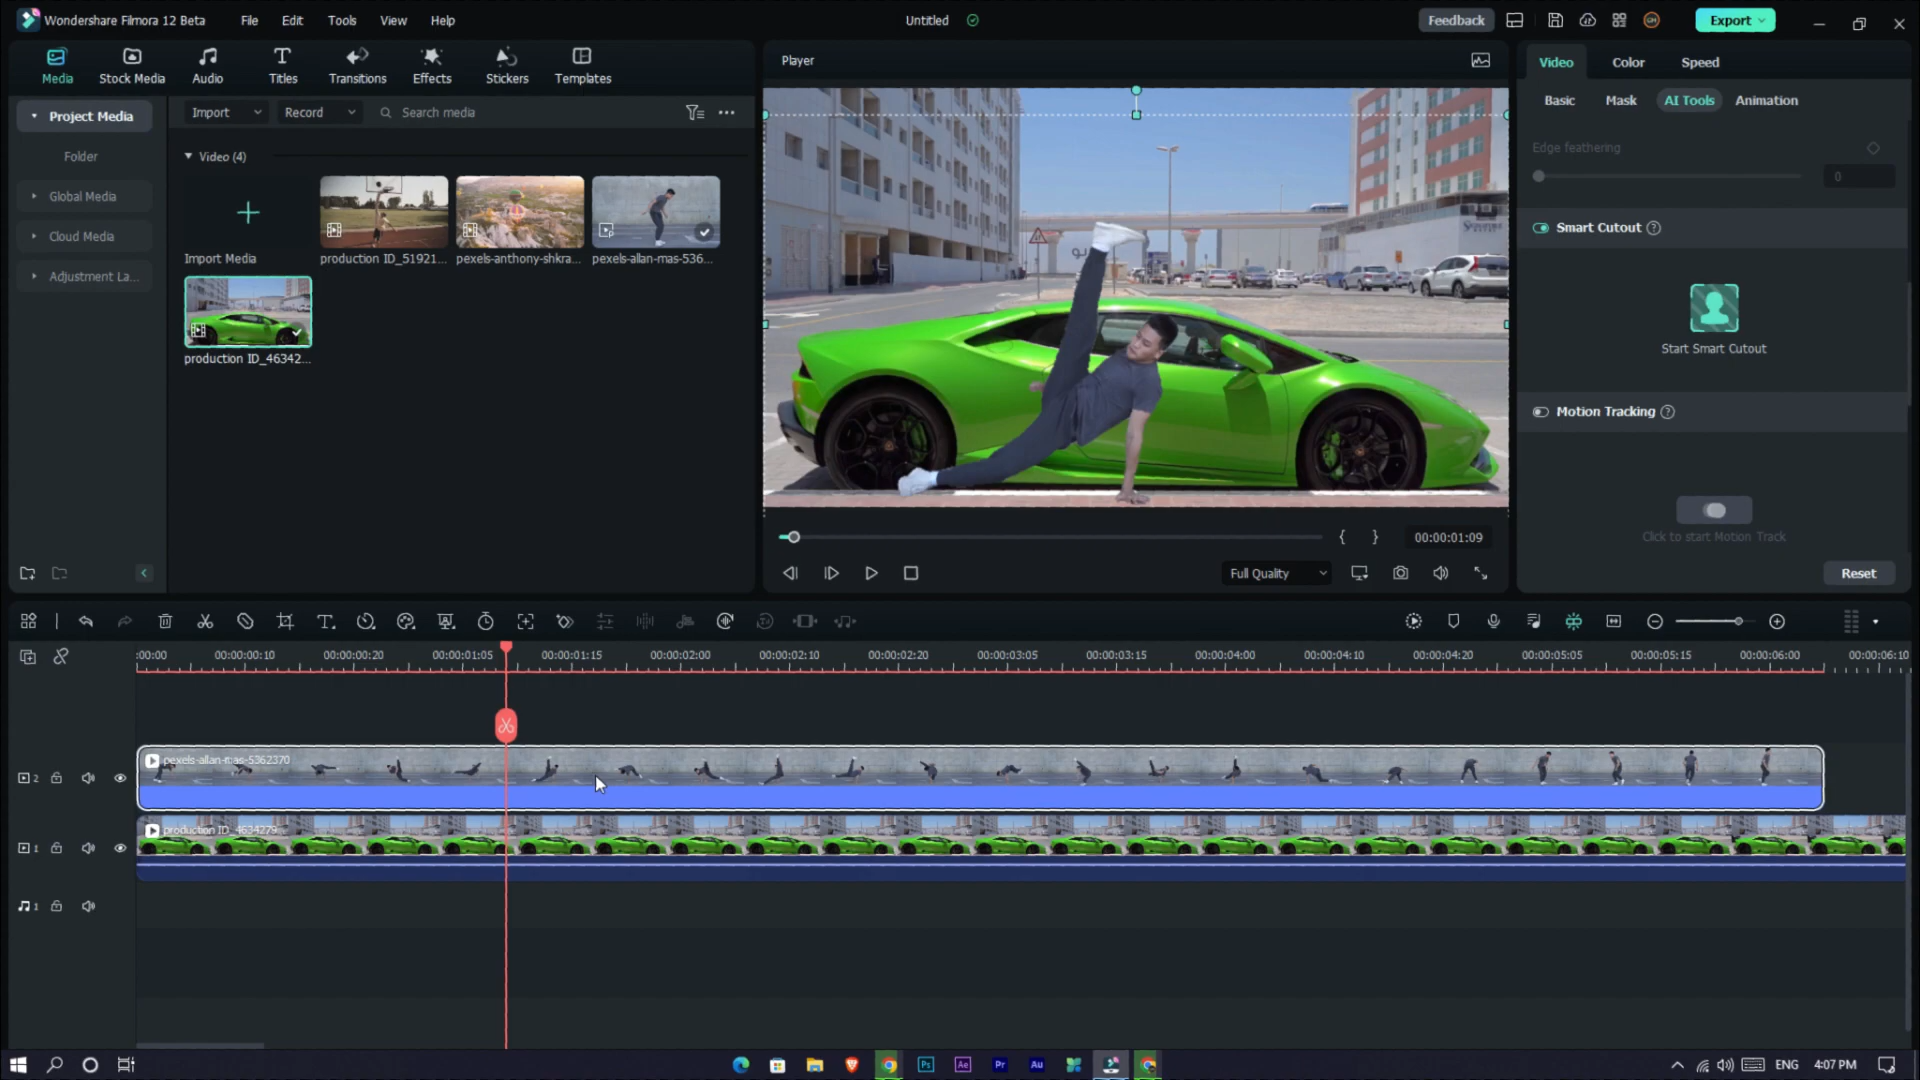 Wondershare Filmora 12 Beta
File
Edit
Tools
View
Help
Untitled
Feedback
Export
Media
Stock Media
Audio
Titles
Transitions
Effects
Stickers
Templates
Player
Video
Color
Speed
Basic
Mask
AI Tools
Animation
Project Media
Folder
Global Media
Cloud Media
Adjustment La...
Import
Record
Search media
Video (4)
Import Media
production ID_51921...
pexels-anthony-shkra...
pexels-allan-mas-536...
production ID_46342...
Edge feathering
0
Smart Cutout
Start Smart Cutout
Motion Tracking
Click to start Motion Track
Reset
{ }
00:00:01:09
Full Quality
:00:00
00:00:00:10
00:00:00:20
00:00:01:05
00:00:01:15
00:00:02:00
00:00:02:10
00:00:02:20
00:00:03:05
00:00:03:15
00:00:04:00
00:00:04:10
00:00:04:20
00:00:05:05
00:00:05:15
00:00:06:00
00:00:06:10
2
pexels-allan-mas-5362370
1
production ID_4634279
1
Ps
Ae
Pr
Au
ENG
4:07 PM